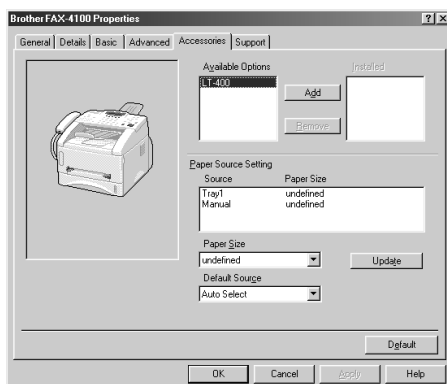 Brother FAX-4100 Properties
General Details Basic Advanced Accessories Support
Available Options Installed
LT-400
Add
Remove
Paper Source Setting
Source Paper Size
Tray1 undefined
Manual undefined
Paper Size
undefined Update
Default Source
Auto Select
Default
OK Cancel Apply Help